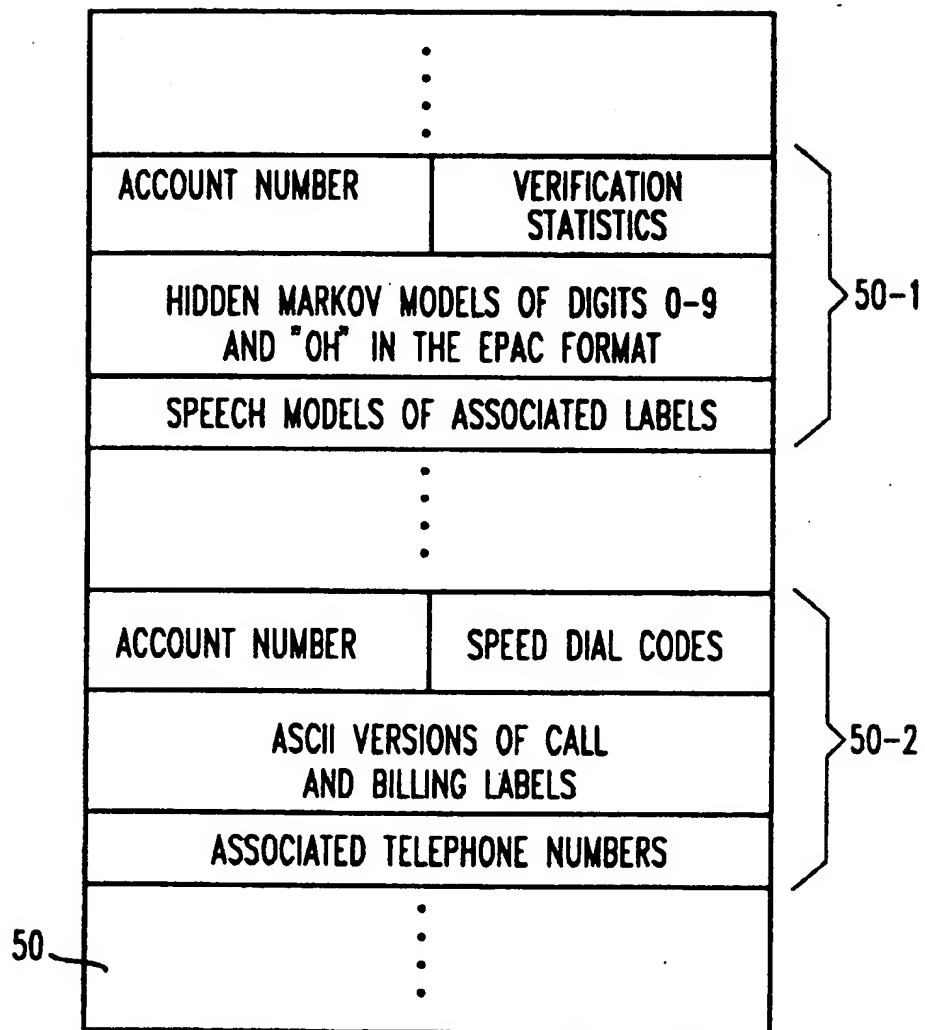 ACCOUNT NUMBER
VERIFICATION
STATISTICS
HIDDEN MARKOV MODELS OF DIGITS 0-9
AND "OH" IN THE EPAC FORMAT
SPEECH MODELS OF ASSOCIATED LABELS
50-1
ACCOUNT NUMBER
SPEED DIAL CODES
ASCII VERSIONS OF CALL
AND BILLING LABELS
ASSOCIATED TELEPHONE NUMBERS
50-2
50